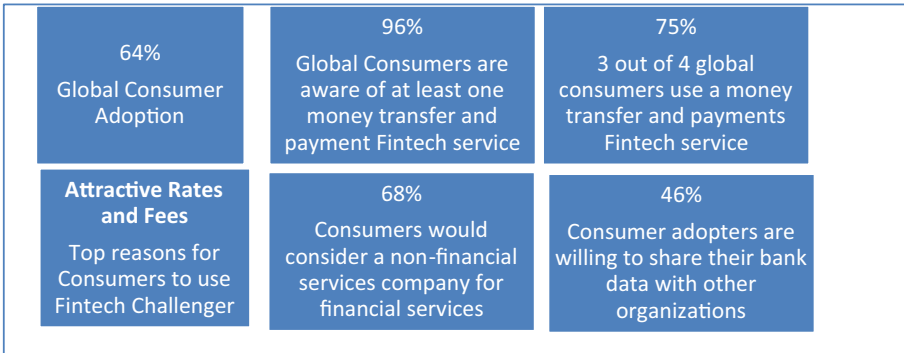 64%
Global Consumer
Adoption
96%
Global Consumers are
aware of at least one
money transfer and
payment Fintech service
75%
3 out of 4 global
consumers use a money
transfer and payments
Fintech service
Attractive Rates
and Fees
Top reasons for
Consumers to use
Fintech Challenger
68%
Consumers would
consider a non-financial
services company for
financial services
46%
Consumer adopters are
willing to share their bank
data with other
organizations